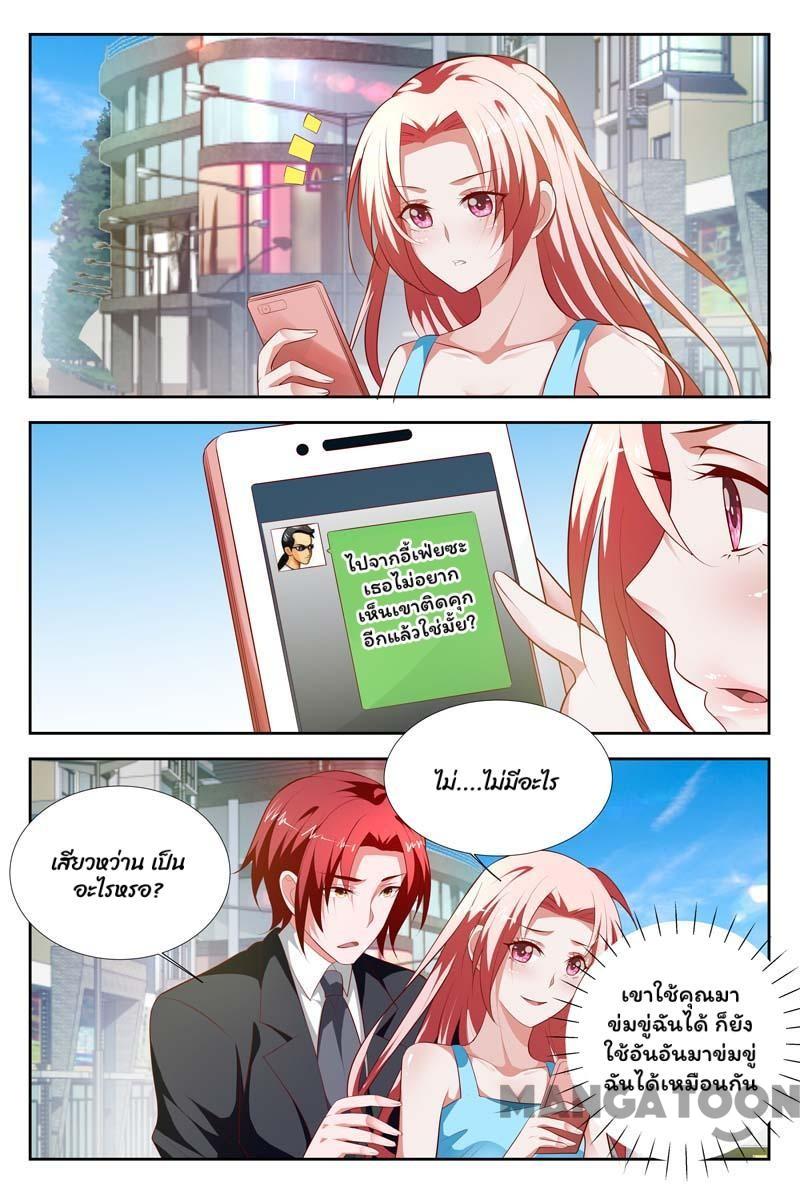 ไปจากอี้เฟ่ยซะ
เธอไม่อยาก
เห็นเขาติดคุก
อีกแล้วใช่มั้ย?
ไม่....ไม่มีอะไร
เสียวหว่าน เป็น
อะไรหรอ?
เขาใช้คุณมา
ข่มขู่ฉันได้ ก็ยัง
ใช้อันอันมาข่มขู่
ฉันได้เหมือนกัน
MANGATOON